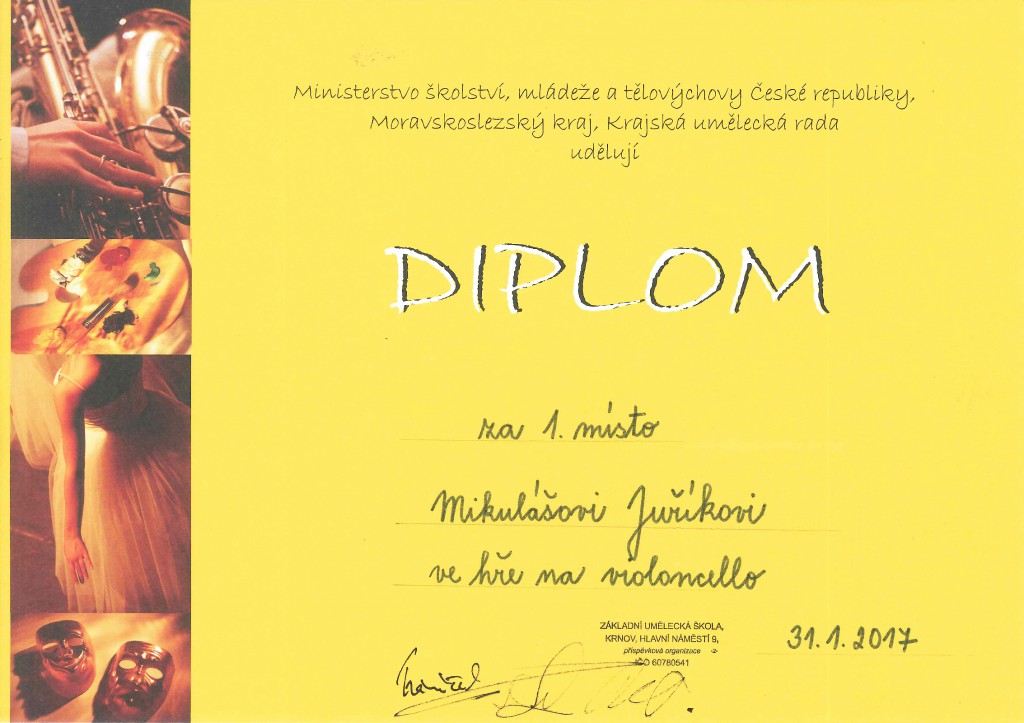 Ministerstvo školství, mládeže a tělovýchovy České republiky,
Moravskoslezský kraj, Krajská umělecká rada
udělují
DIPLOM
za 1. místo
Mikulášovi Juříkovi
ve hře na violoncello
ZÁKLADNÍ UMĚLECKÁ ŠKOLA,
KRNOV, HLAVNÍ NÁMĚSTÍ 9,
příspěvková organizace -2-
IČO 60780541
31.1.2017